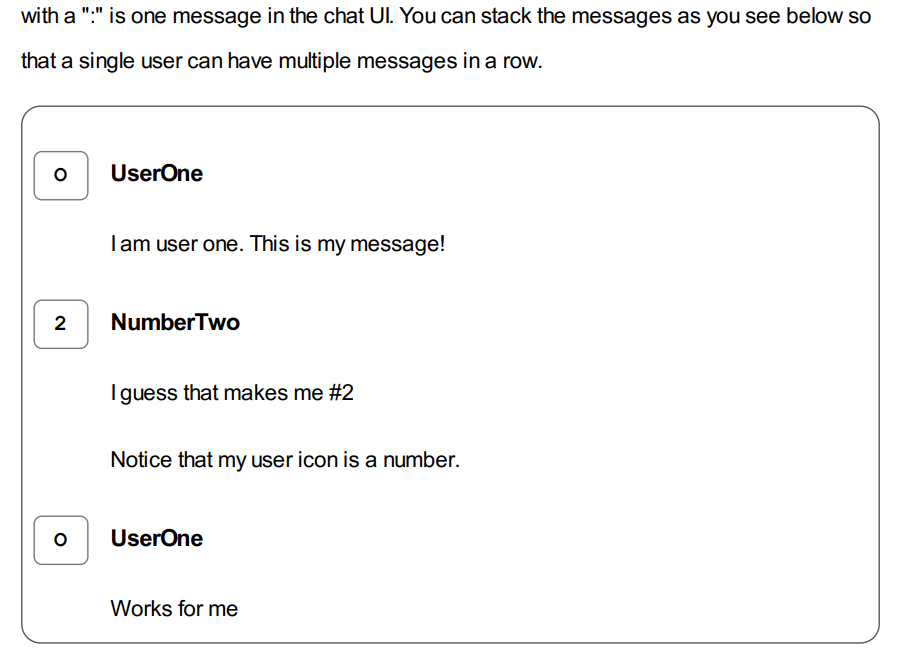 with a ":" is one message in the chat UI. You can stack the messages as you see below so
that a single user can have multiple messages in a row.
O
UserOne
I am user one. This is my message!
2
NumberTwo
I guess that makes me #2
Notice that my user icon is a number.
O
UserOne
Works for me